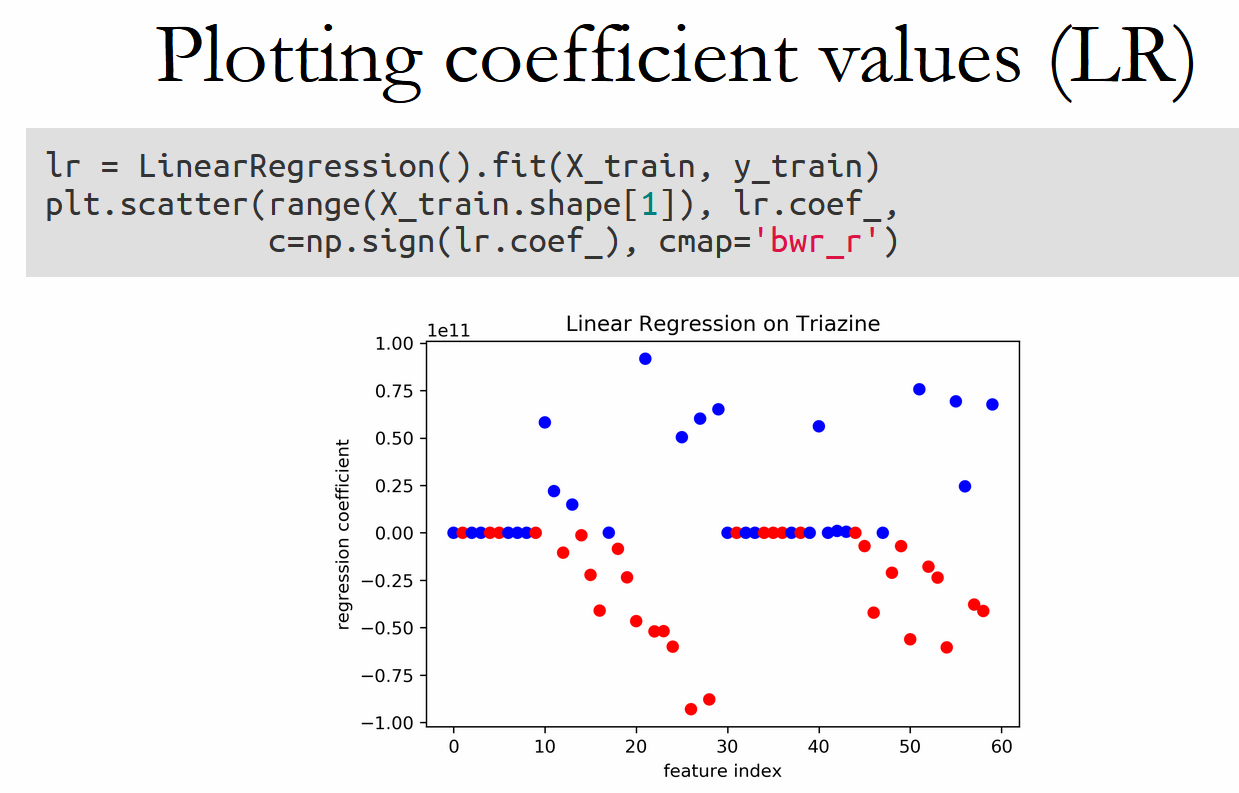 Plotting coefficient values (LR)
lr = LinearRegression().fit(X_train, y_train)
plt.scatter(range(X_train.shape[1]), lr.coef_,
            c=np.sign(lr.coef_), cmap='bwr_r')
Linear Regression on Triazine
1e11
1.00
0.75
0.50
0.25
0.00
−0.25
−0.50
−0.75
−1.00
regression coefficient
0 10 20 30 40 50 60
feature index